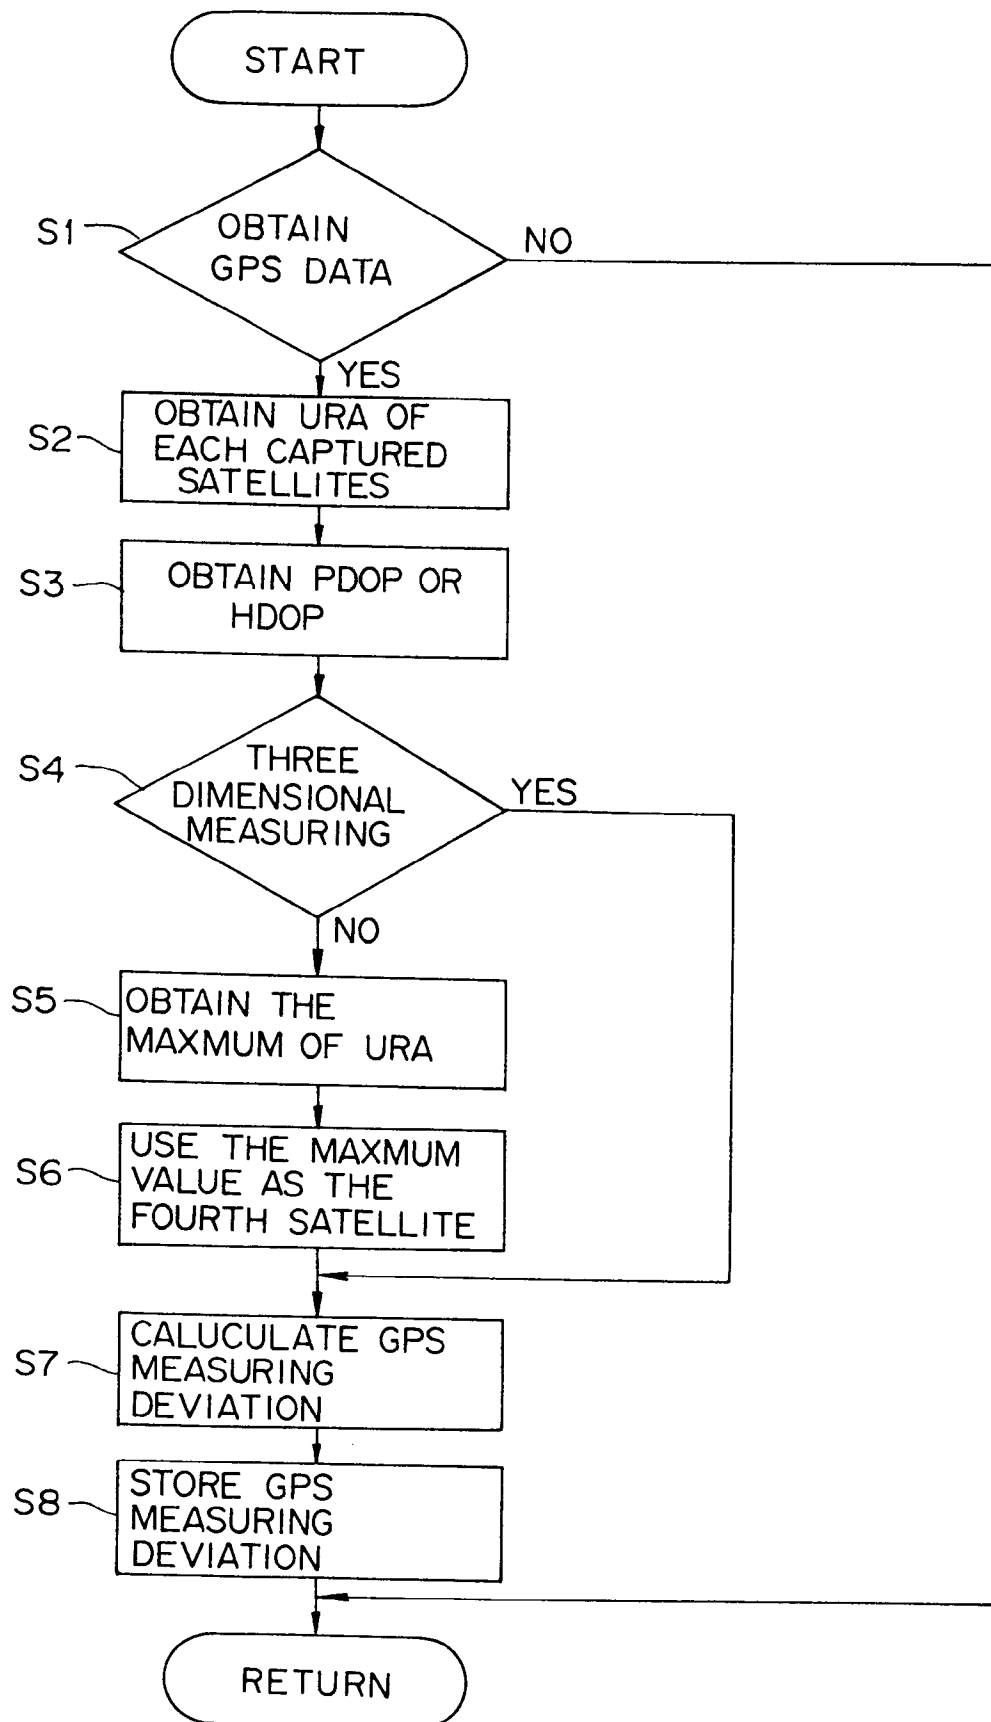 START
S1
OBTAIN
GPS DATA
NO
YES
S2
OBTAIN URA OF
EACH CAPTURED
SATELLITES
S3
OBTAIN PDOP OR
HDOP
S4
THREE
DIMENSIONAL
MEASURING
YES
NO
S5
OBTAIN THE
MAXMUM OF URA
S6
USE THE MAXMUM
VALUE AS THE
FOURTH SATELLITE
S7
CALUCULATE GPS
MEASURING
DEVIATION
S8
STORE GPS
MEASURING
DEVIATION
RETURN